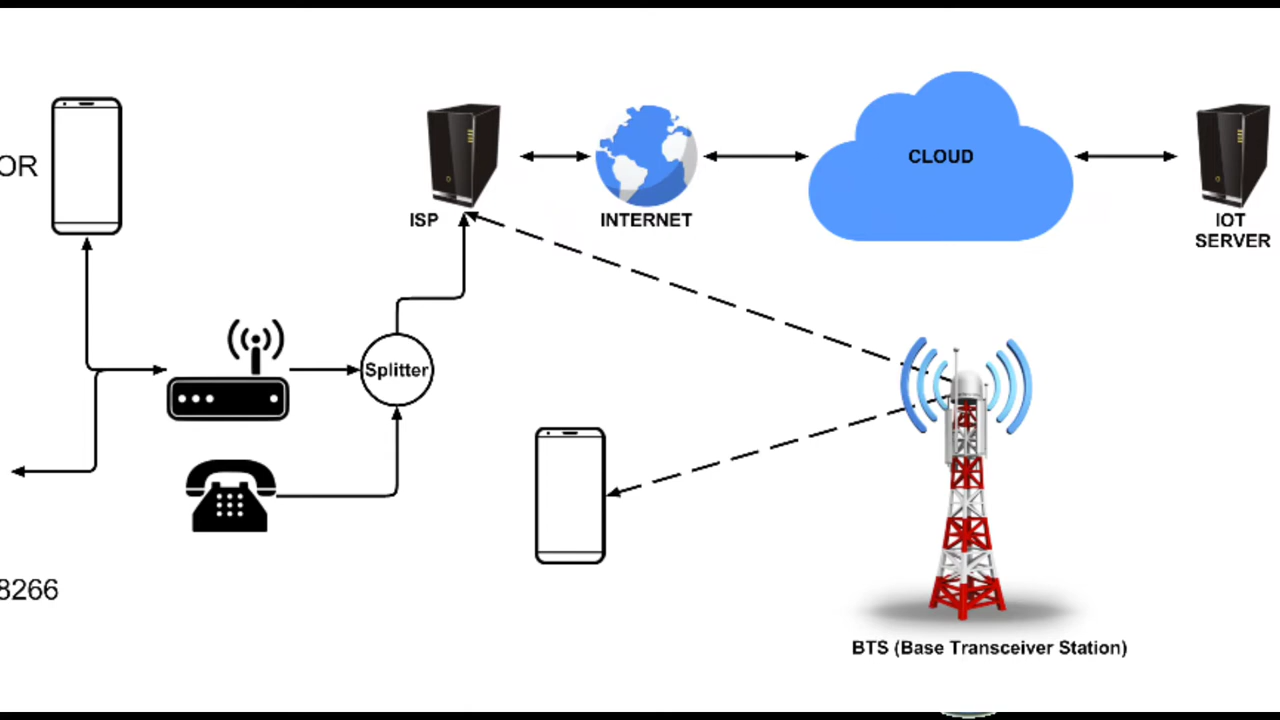 OR
ISP
INTERNET
CLOUD
IOT
SERVER
Splitter
8266
BTS (Base Transceiver Station)